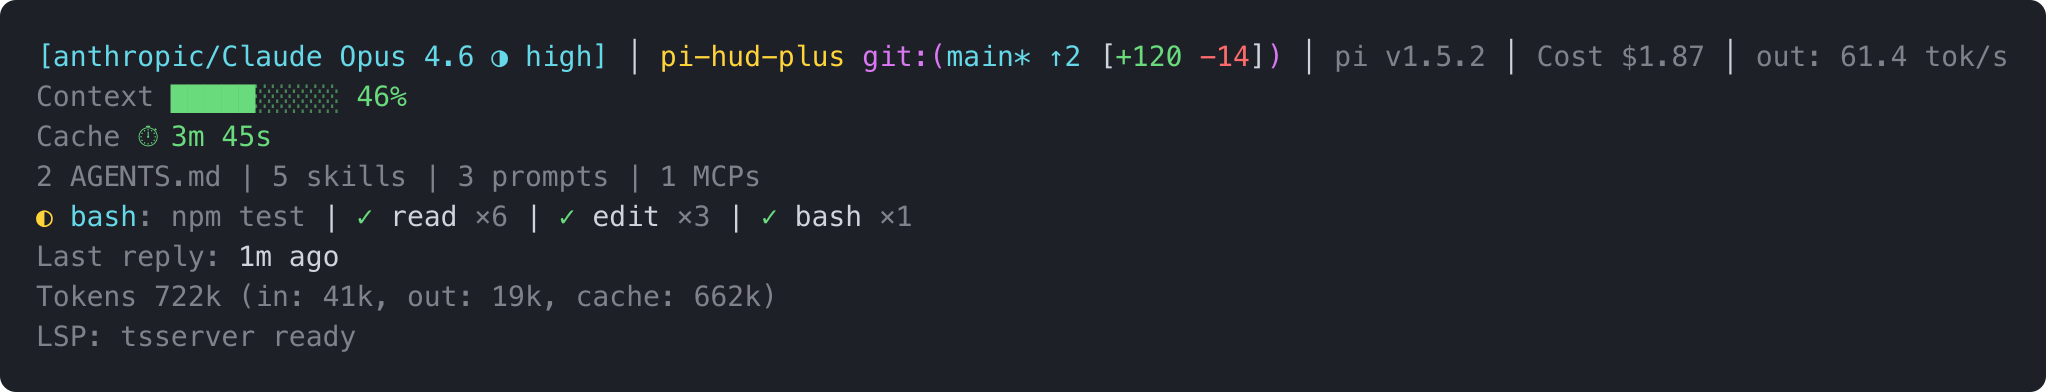 [anthropic/Claude Opus 4.6 ◑ high] │ pi-hud-plus git:(main* ↑2 [+120 −14]) │ pi v1.5.2 │ Cost $1.87 │ out: 61.4 tok/s
Context █████░░░░░ 46%
Cache ⏱ 3m 45s
2 AGENTS.md | 5 skills | 3 prompts | 1 MCPs
◐ bash: npm test | ✓ read ×6 | ✓ edit ×3 | ✓ bash ×1
Last reply: 1m ago
Tokens 722k (in: 41k, out: 19k, cache: 662k)
LSP: tsserver ready